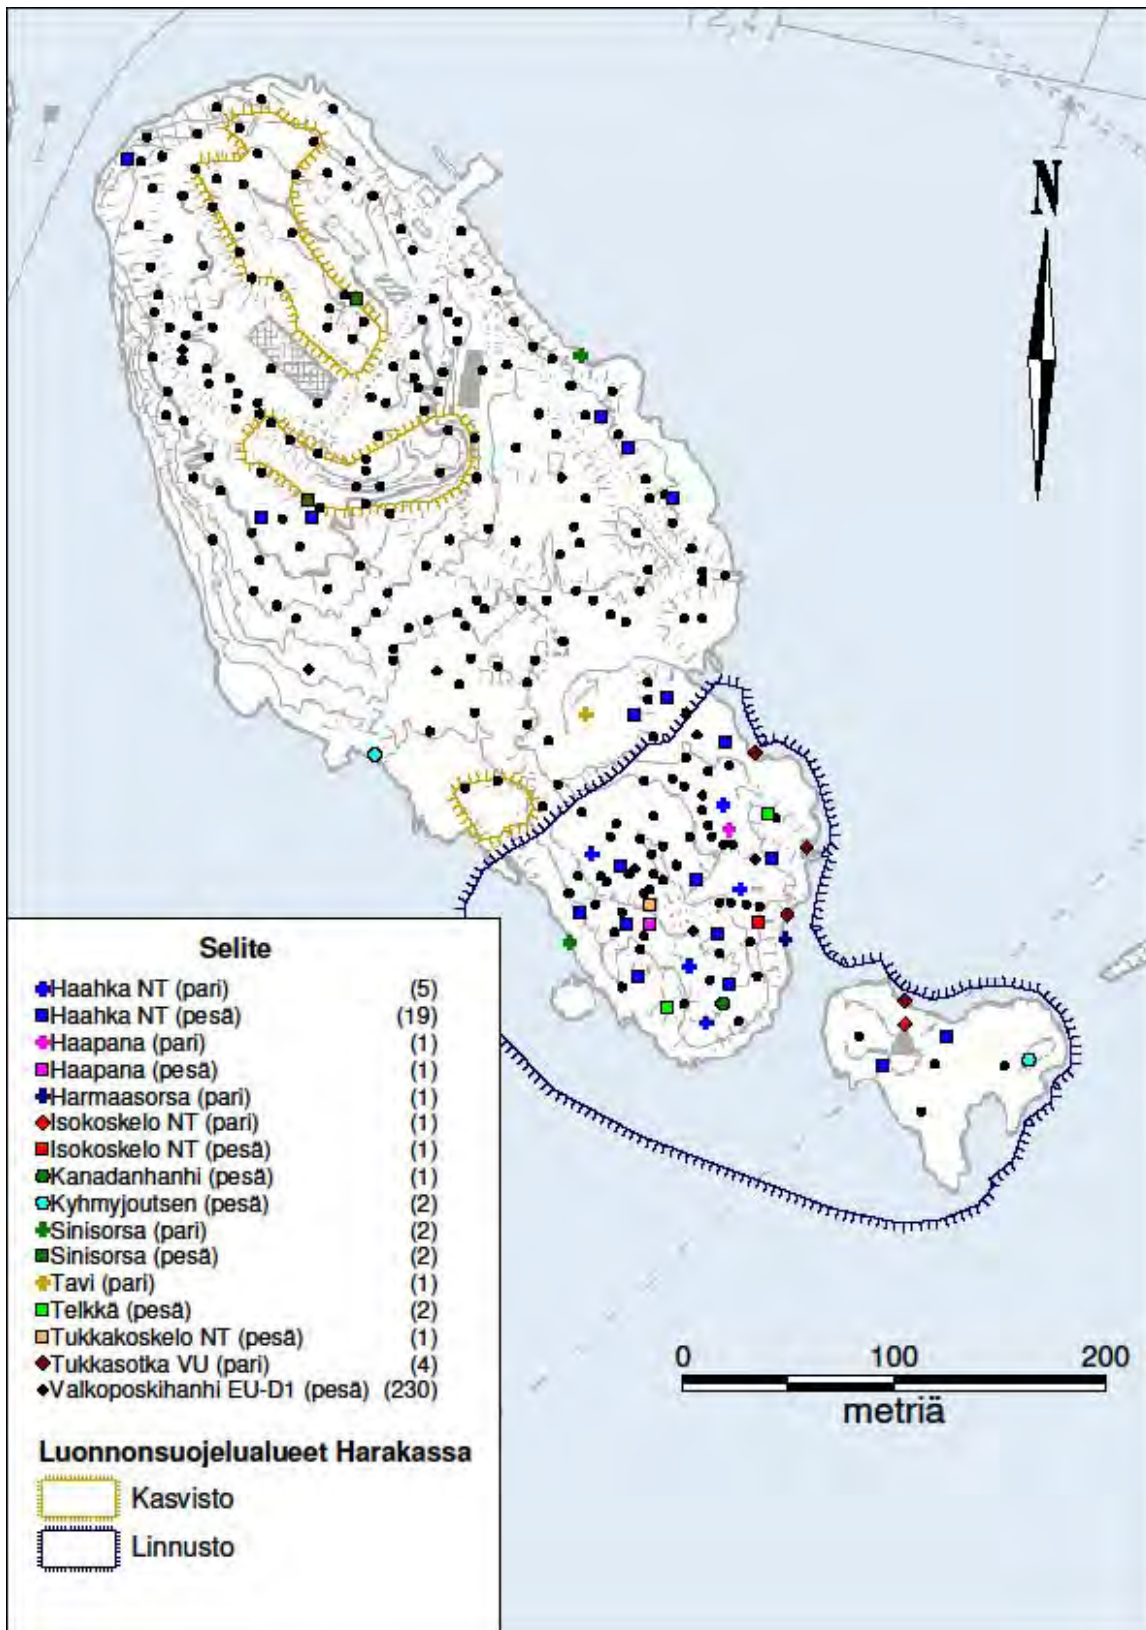 N
Selite
Haahka NT (pari) (5)
Haahka NT (pesä) (19)
Haapana (pari) (1)
Haapana (pesä) (1)
Harmaasorsa (pari) (1)
Isokoskelo NT (pari) (1)
Isokoskelo NT (pesä) (1)
Kanadanhanhi (pesä) (1)
Kyhmyjoutsen (pesä) (2)
Sinisorsa (pari) (2)
Sinisorsa (pesä) (2)
Tavi (pari) (1)
Telkkä (pesä) (2)
Tukkakoskelo NT (pesä) (1)
Tukkasotka VU (pari) (4)
Valkoposkihanhi EU-D1 (pesä) (230)
Luonnonsuojelualueet Harakassa
Kasvisto
Linnusto
0 100 200
metriä